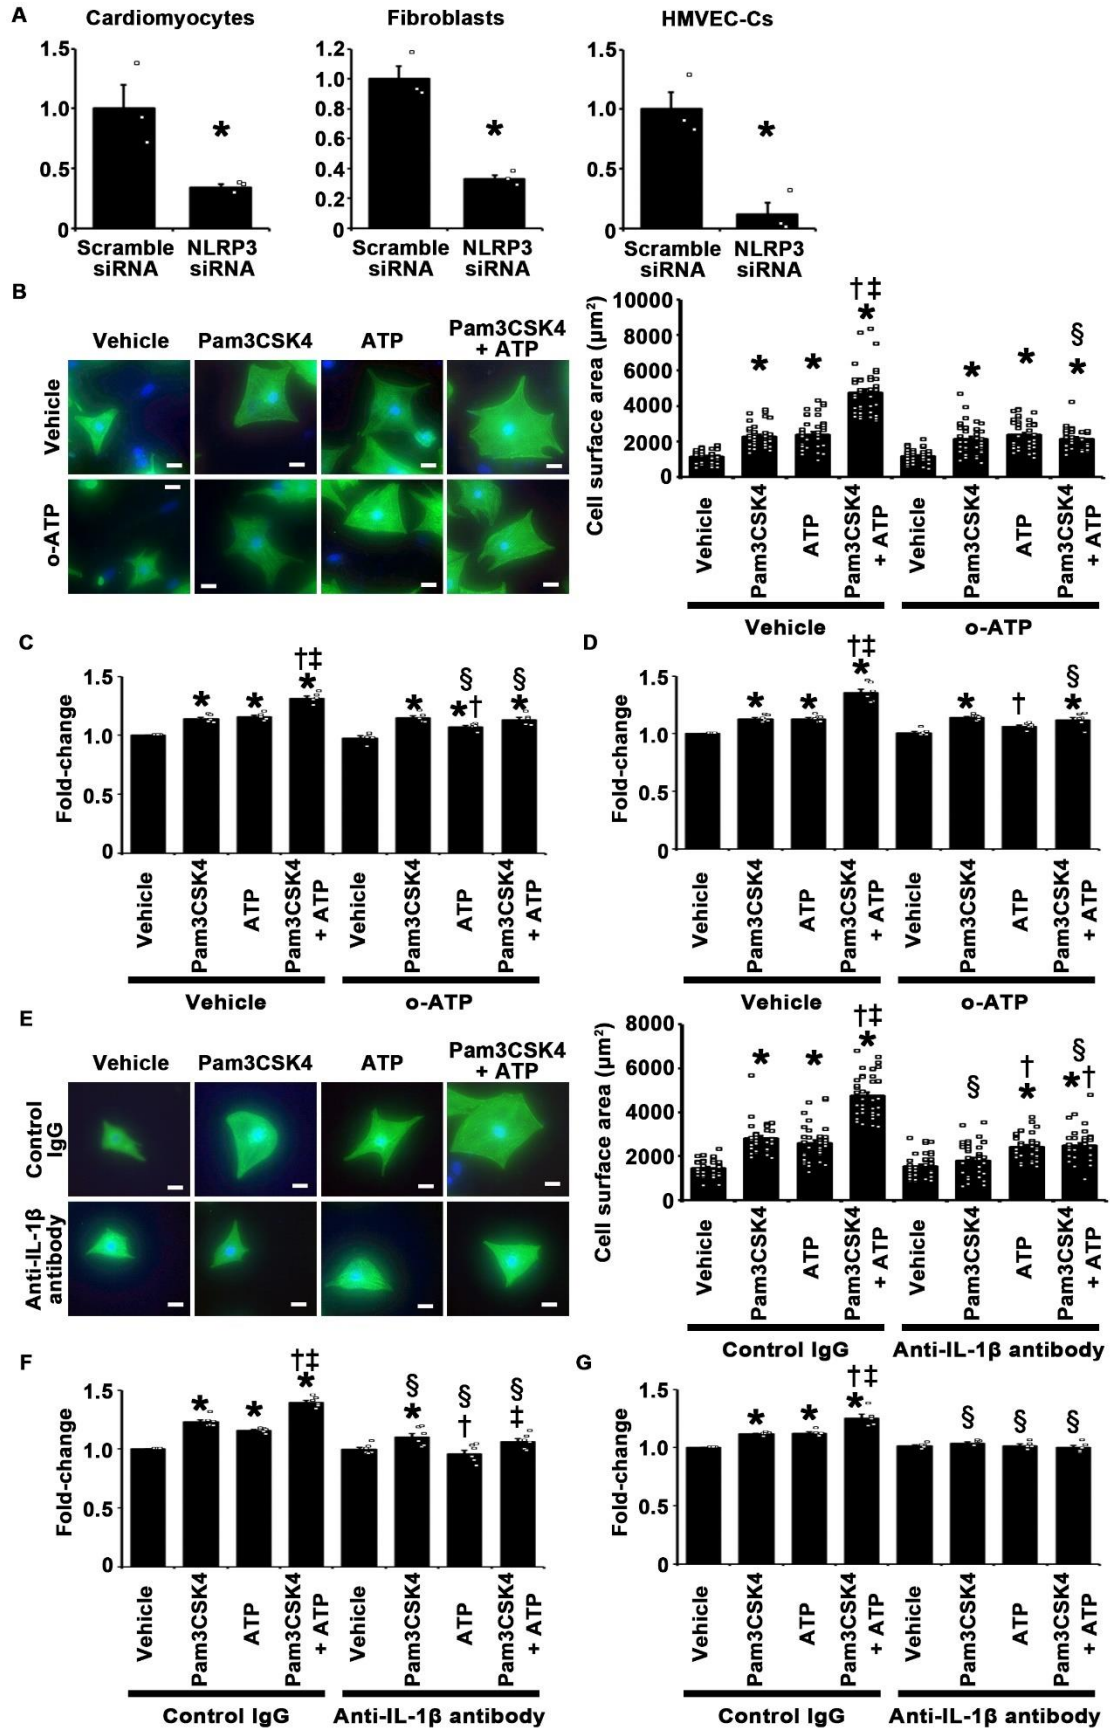 A
Cardiomyocytes
1.5
1.0
0.5
0
*
Scramble siRNA
NLRP3 siRNA
Fibroblasts
1.2
1.0
0.8
0.6
0.4
0.2
0
*
Scramble siRNA
NLRP3 siRNA
HMVEC-Cs
1.5
1.0
0.5
0
*
Scramble siRNA
NLRP3 siRNA
B
Vehicle
Pam3CSK4
ATP
Pam3CSK4 + ATP
Vehicle
o-ATP
Cell surface area (µm²)
10000
8000
6000
4000
2000
0
*
*
†‡
*
*
*
§
*
Vehicle
Pam3CSK4
ATP
Pam3CSK4 + ATP
Vehicle
Pam3CSK4
ATP
Pam3CSK4 + ATP
Vehicle
o-ATP
C
Fold-change
1.5
1.0
0.5
0
*
*
†‡
*
*
§
*†
§
*
Vehicle
Pam3CSK4
ATP
Pam3CSK4 + ATP
Vehicle
Pam3CSK4
ATP
Pam3CSK4 + ATP
Vehicle
o-ATP
D
Fold-change
1.5
1.0
0.5
0
*
*
†‡
*
*
†
§
*
Vehicle
Pam3CSK4
ATP
Pam3CSK4 + ATP
Vehicle
Pam3CSK4
ATP
Pam3CSK4 + ATP
Vehicle
o-ATP
E
Vehicle
Pam3CSK4
ATP
Pam3CSK4 + ATP
Control IgG
Anti-IL-1β antibody
Cell surface area (µm²)
8000
6000
4000
2000
0
*
*
†‡
*
§
†
*
§
*†
Vehicle
Pam3CSK4
ATP
Pam3CSK4 + ATP
Vehicle
Pam3CSK4
ATP
Pam3CSK4 + ATP
Control IgG
Anti-IL-1β antibody
F
Fold-change
1.5
1.0
0.5
0
*
*
†‡
*
§
*
§
†
§
‡
Vehicle
Pam3CSK4
ATP
Pam3CSK4 + ATP
Vehicle
Pam3CSK4
ATP
Pam3CSK4 + ATP
Control IgG
Anti-IL-1β antibody
G
Fold-change
1.5
1.0
0.5
0
*
*
†‡
*
§
§
§
Vehicle
Pam3CSK4
ATP
Pam3CSK4 + ATP
Vehicle
Pam3CSK4
ATP
Pam3CSK4 + ATP
Control IgG
Anti-IL-1β antibody